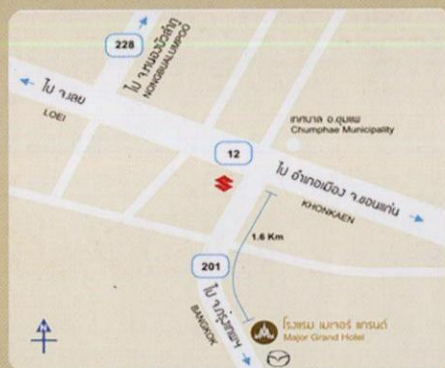 228
ไป จ.หนองบัวลำภู
NONGBUALUMPOO
ไป จ.เลย
LOEI
เทศบาล อ.ชุมแพ
Chumphae Municipality
12
ไป อำเภอเมือง จ.ขอนแก่น
KHONKAEN
1.6 Km
201
ไป จ.กรุงเทพฯ
BANGKOK
โรงแรม เมเจอร์ แกรนด์
Major Grand Hotel
N